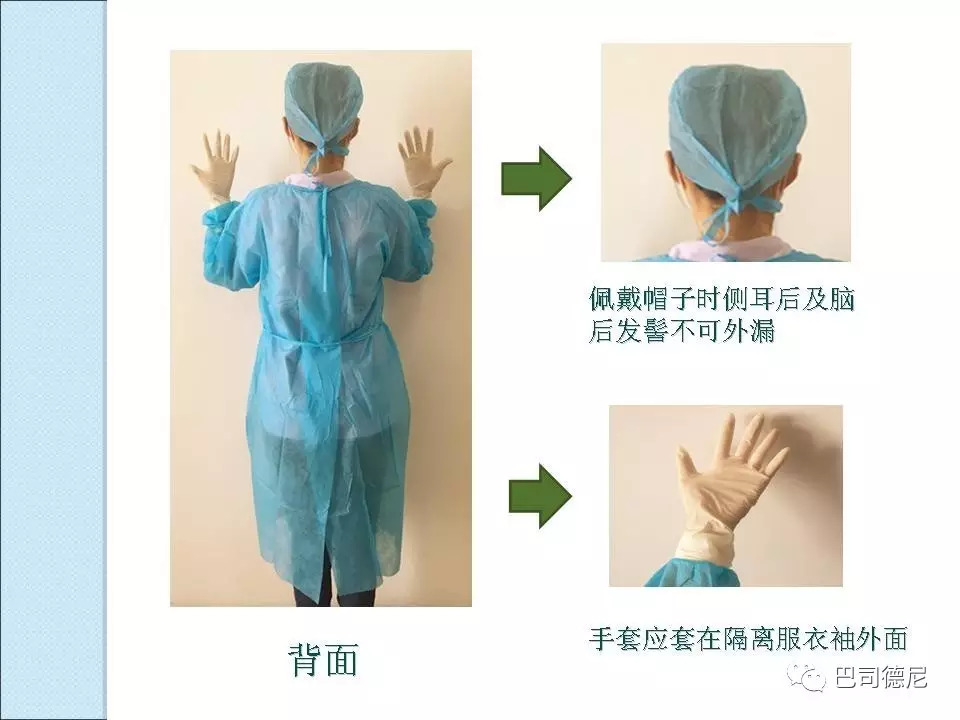 佩戴帽子时侧耳后及脑
后发髻不可外漏
背面
手套应套在隔离服衣袖外面
巴司德尼